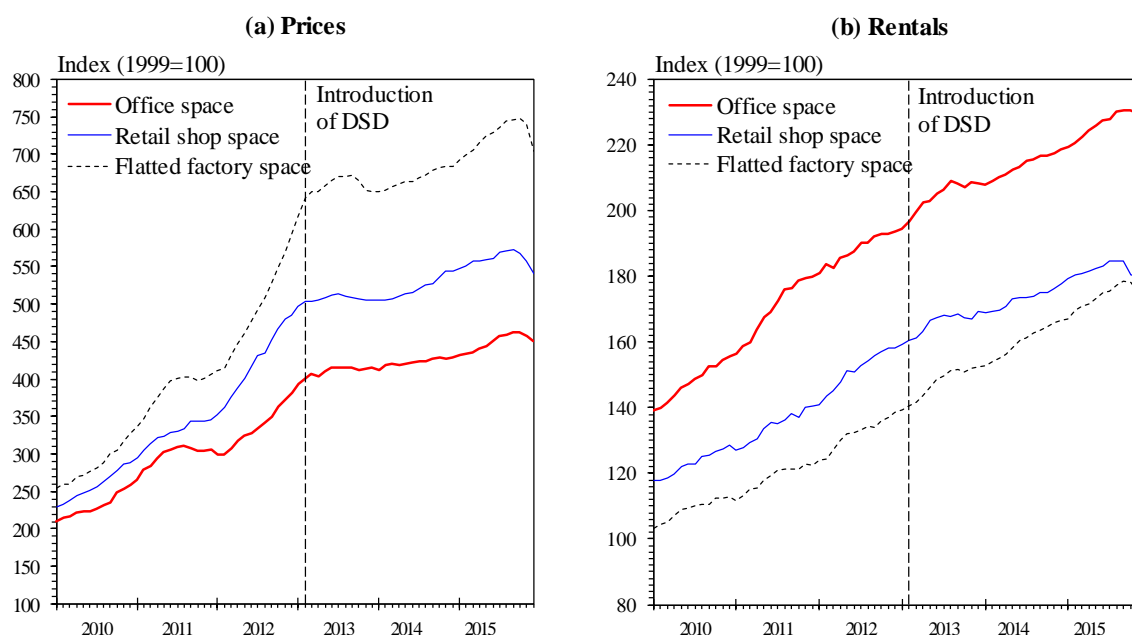 (a) Prices
Index (1999=100)
800
750
700
650
600
550
500
450
400
350
300
250
200
150
100
Office space
Retail shop space
Flatted factory space
Introduction
of DSD
2010 2011 2012 2013 2014 2015
(b) Rentals
Index (1999=100)
240
220
200
180
160
140
120
100
80
Office space
Retail shop space
Flatted factory space
Introduction
of DSD
2010 2011 2012 2013 2014 2015